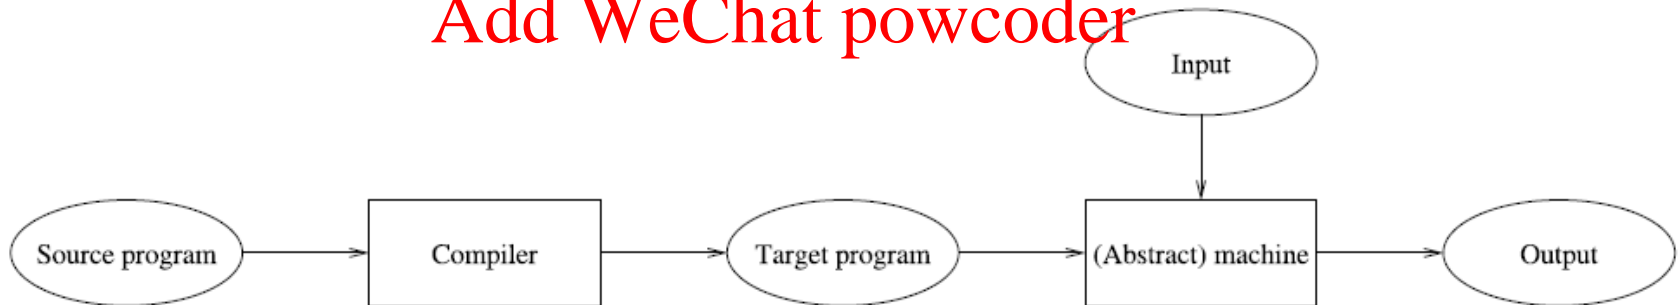 Add WeChat powcoder
Input
Source program
Compiler
Target program
(Abstract) machine
Output